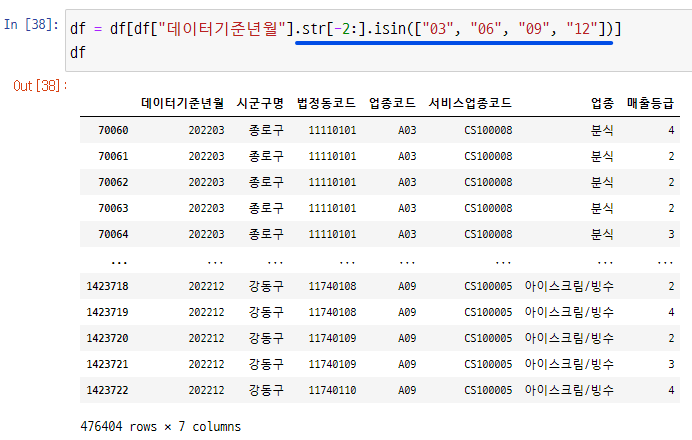 In [38]: df = df[df["데이터기준년월"].str[-2:].isin(["03", "06", "09", "12"])]
df
Out[38]:
데이터기준년월 시군구명 법정동코드 업종코드 서비스업종코드 업종 매출등급
70060 202203 종로구 11110101 A03 CS100008 분식 4
70061 202203 종로구 11110101 A03 CS100008 분식 2
70062 202203 종로구 11110101 A03 CS100008 분식 2
70063 202203 종로구 11110101 A03 CS100008 분식 2
70064 202203 종로구 11110101 A03 CS100008 분식 3
... ... ... ... ... ... ... ...
1423718 202212 강동구 11740108 A09 CS100005 아이스크림/빙수 2
1423719 202212 강동구 11740108 A09 CS100005 아이스크림/빙수 4
1423720 202212 강동구 11740109 A09 CS100005 아이스크림/빙수 2
1423721 202212 강동구 11740109 A09 CS100005 아이스크림/빙수 3
1423722 202212 강동구 11740110 A09 CS100005 아이스크림/빙수 4
476404 rows × 7 columns